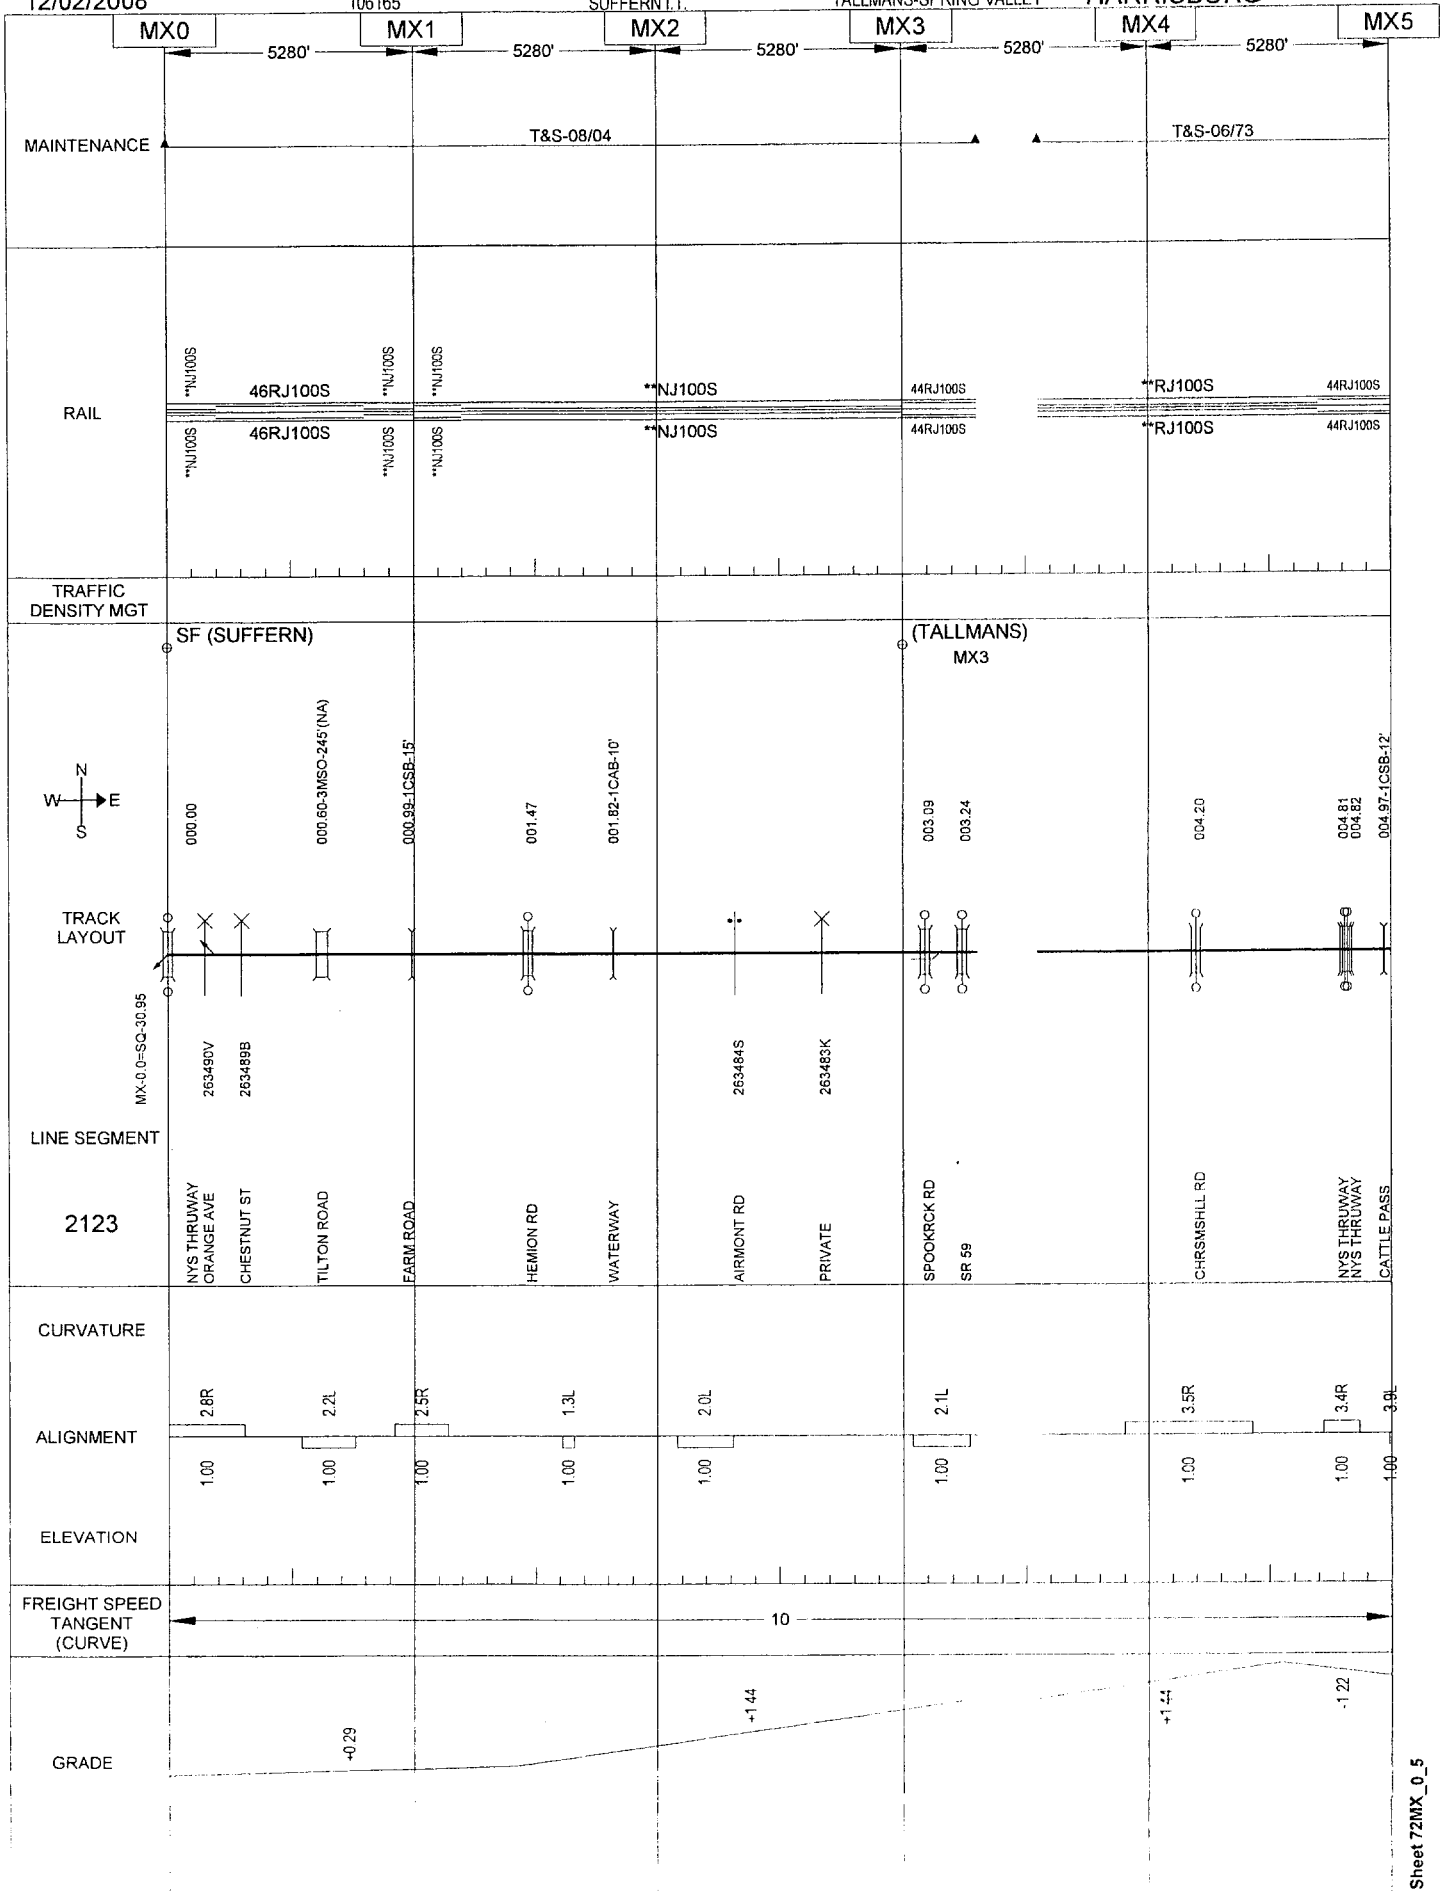 12/02/2008 106165 SUFFERN I.T. TALLMANS-SPRING VALLEY HARRISBURG
MX0 MX1 MX2 MX3 MX4 MX5
5280' 5280' 5280' 5280' 5280'
MAINTENANCE T&S-08/04 T&S-06/73
**NJ100S 46RJ100S **NJ100S **NJ100S **NJ100S 44RJ100S **RJ100S 44RJ100S
RAIL
**NJ100S 46RJ100S **NJ100S **NJ100S **NJ100S 44RJ100S **RJ100S 44RJ100S
TRAFFIC
DENSITY MGT
SF (SUFFERN) (TALLMANS)
MX3
N
W E
S
000.00 000.60-3MSO-245'(NA) 000.99-1CSB-15' 001.47 001.82-1CAB-10' 003.09 003.24 004.20 004.81 004.82 004.97-1CSB-12'
TRACK
LAYOUT
MX-0.0=SQ-30.95 263490V 263489B 263484S 263483K
LINE SEGMENT
2123
NYS THRUWAY ORANGE AVE CHESTNUT ST TILTON ROAD FARM ROAD HEMION RD WATERWAY AIRMONT RD PRIVATE SPOOKRCK RD SR 59 CHRSMSHLL RD NYS THRUWAY NYS THRUWAY CATTLE PASS
CURVATURE
2.8R 2.2L 2.5R 1.3L 2.0L 2.1L 3.5R 3.4R 3.9L
ALIGNMENT
1.00 1.00 1.00 1.00 1.00 1.00 1.00 1.00 1.00
ELEVATION
FREIGHT SPEED
TANGENT
(CURVE)
10
GRADE
+0.29 +1.44 +1.44 -1.22
Sheet 72MX_0_5